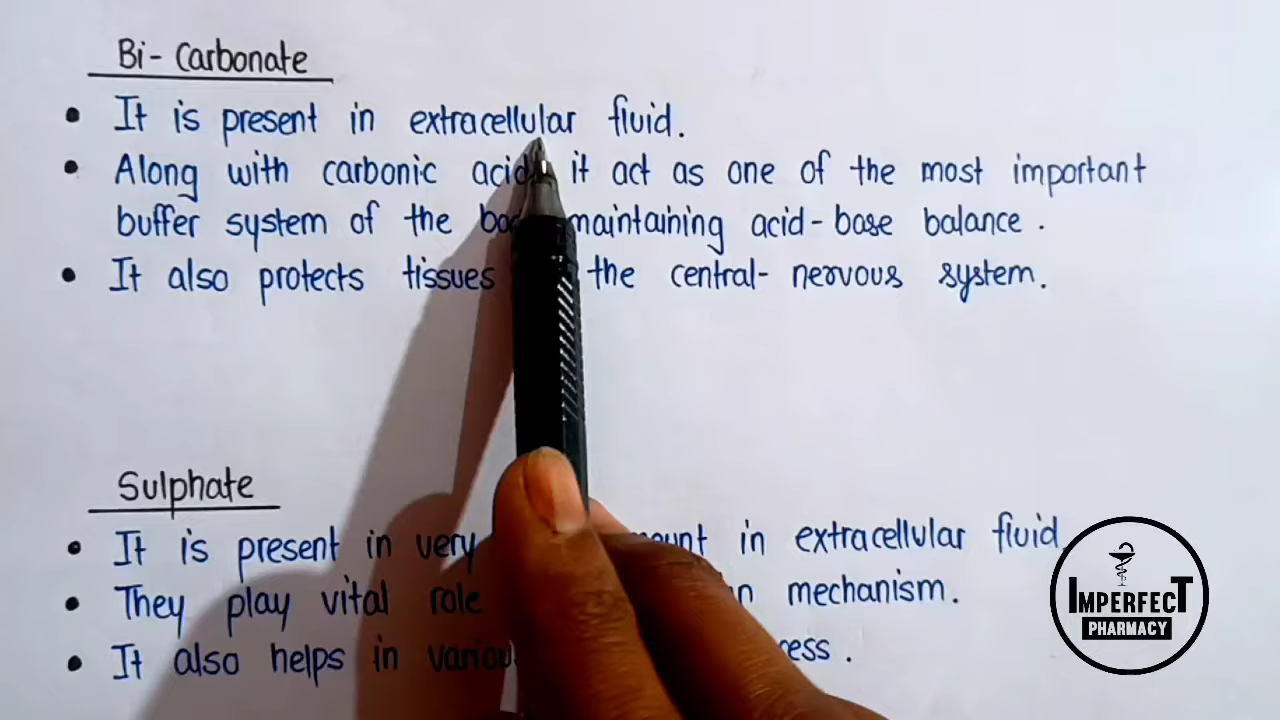 Bi- Carbonate
• It is present in extracellular fluid.
• Along with carbonic acid it act as one of the most important
buffer system of the maintaining acid-base balance.
• It also protects tissues the central- nervous system.
Sulphate
• It is present in very in extracellular fluid
• They play vital role mechanism.
• It also helps in
IMPERFECT
PHARMACY